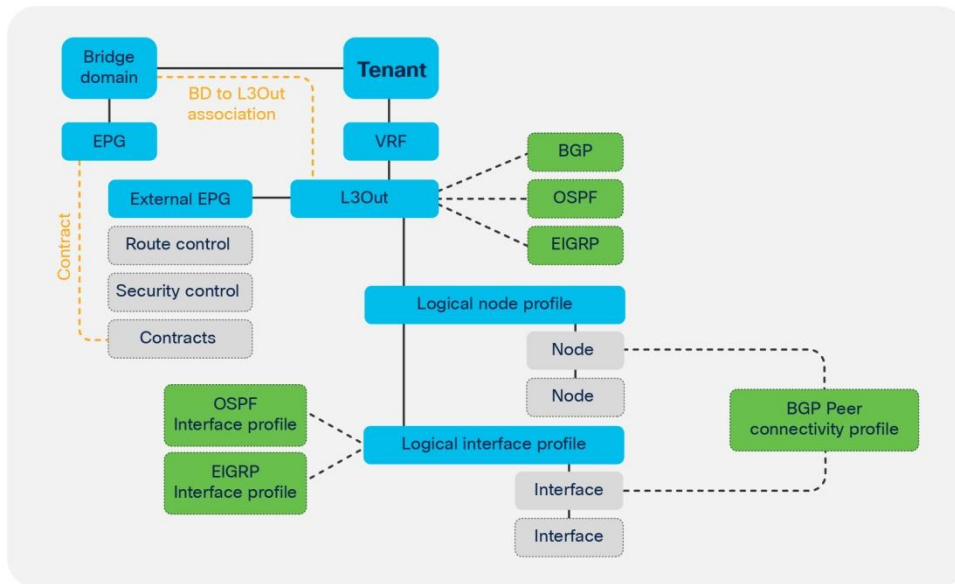 Bridge
domain
Tenant
BD to L3Out
association
EPG
VRF
BGP
External EPG
L3Out
OSPF
Route control
EIGRP
Contract
Security control
Logical node profile
Contracts
Node
Node
OSPF
Interface profile
BGP Peer
connectivity profile
Logical interface profile
EIGRP
Interface profile
Interface
Interface